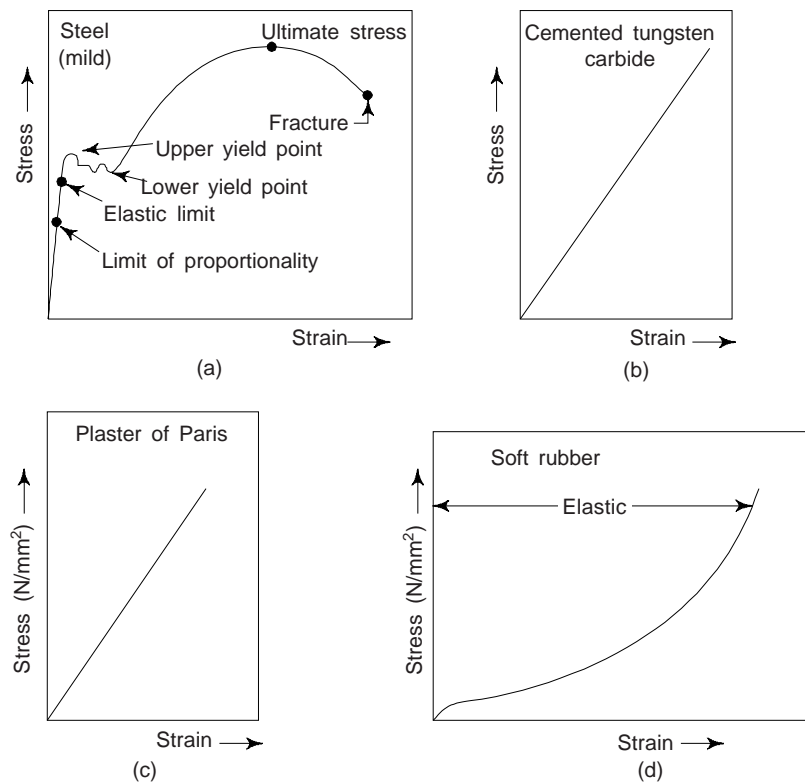 Steel
(mild)
Ultimate stress
Fracture
Upper yield point
Lower yield point
Elastic limit
Limit of proportionality
Stress
Strain
(a)
Cemented tungsten
carbide
Stress
Strain
(b)
Plaster of Paris
Stress (N/mm²)
Strain
(c)
Soft rubber
Elastic
Stress (N/mm²)
Strain
(d)